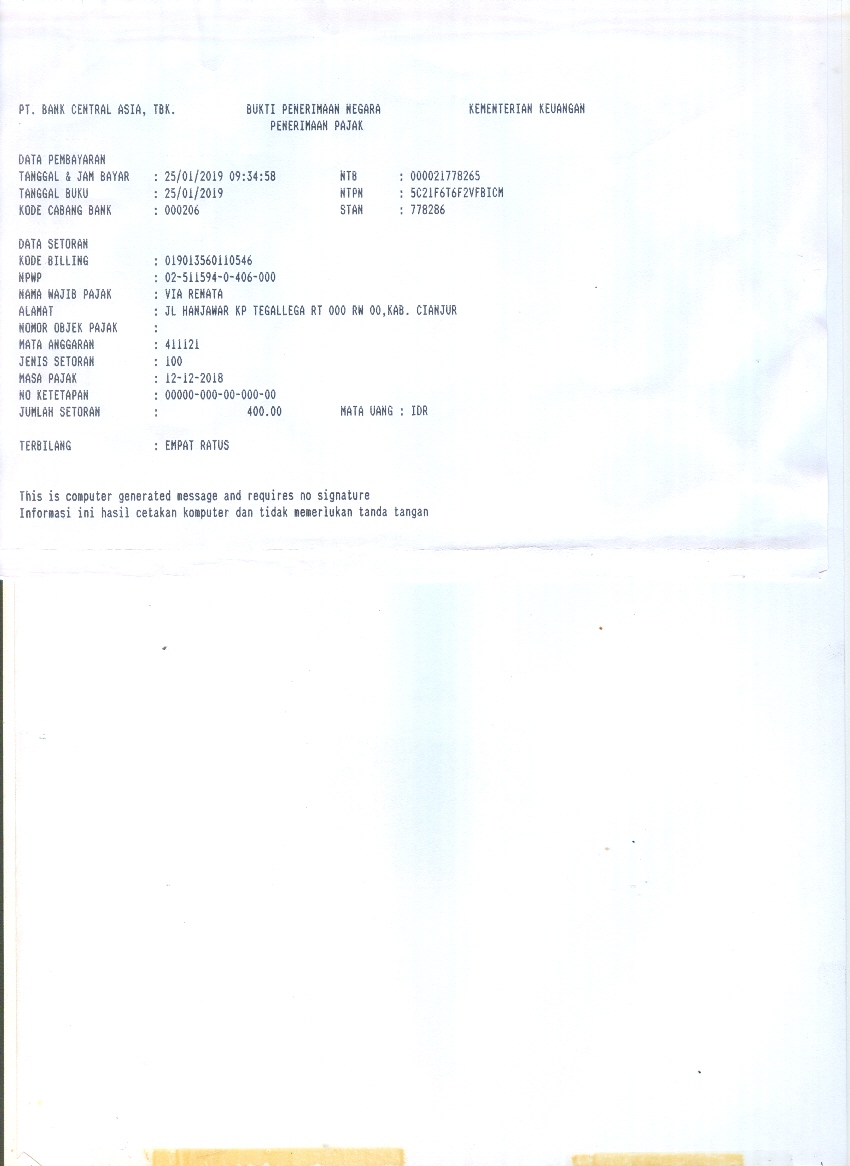 PT. BANK CENTRAL ASIA, TBK. BUKTI PENERIMAAN NEGARA KEMENTERIAN KEUANGAN
PENERIMAAN PAJAK
DATA PEMBAYARAN
TANGGAL & JAM BAYAR : 25/01/2019 09:34:58 NTB : 000021778265
TANGGAL BUKU : 25/01/2019 NTPN : 5C21F6T6F2VFBICM
KODE CABANG BANK : 000206 STAN : 778286
DATA SETORAN
KODE BILLING : 019013560110546
NPWP : 02-511594-0-406-000
NAMA WAJIB PAJAK : VIA RENATA
ALAMAT : JL HANJAWAR KP TEGALLEGA RT 000 RW 00,KAB. CIANJUR
NOMOR OBJEK PAJAK :
MATA ANGGARAN : 411121
JENIS SETORAN : 100
MASA PAJAK : 12-12-2018
NO KETETAPAN : 00000-000-00-000-00
JUMLAH SETORAN : 400.00 MATA UANG : IDR
TERBILANG : EMPAT RATUS
This is computer generated message and requires no signature
Informasi ini hasil cetakan komputer dan tidak memerlukan tanda tangan